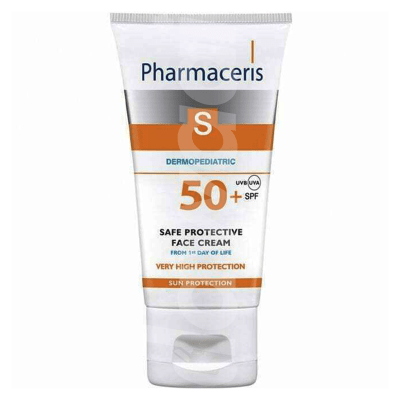 Pharmaceris
S
DERMOPEDIATRIC
50+ UVB UVA SPF
SAFE PROTECTIVE
FACE CREAM
FROM 1ST DAY OF LIFE
VERY HIGH PROTECTION
SUN PROTECTION